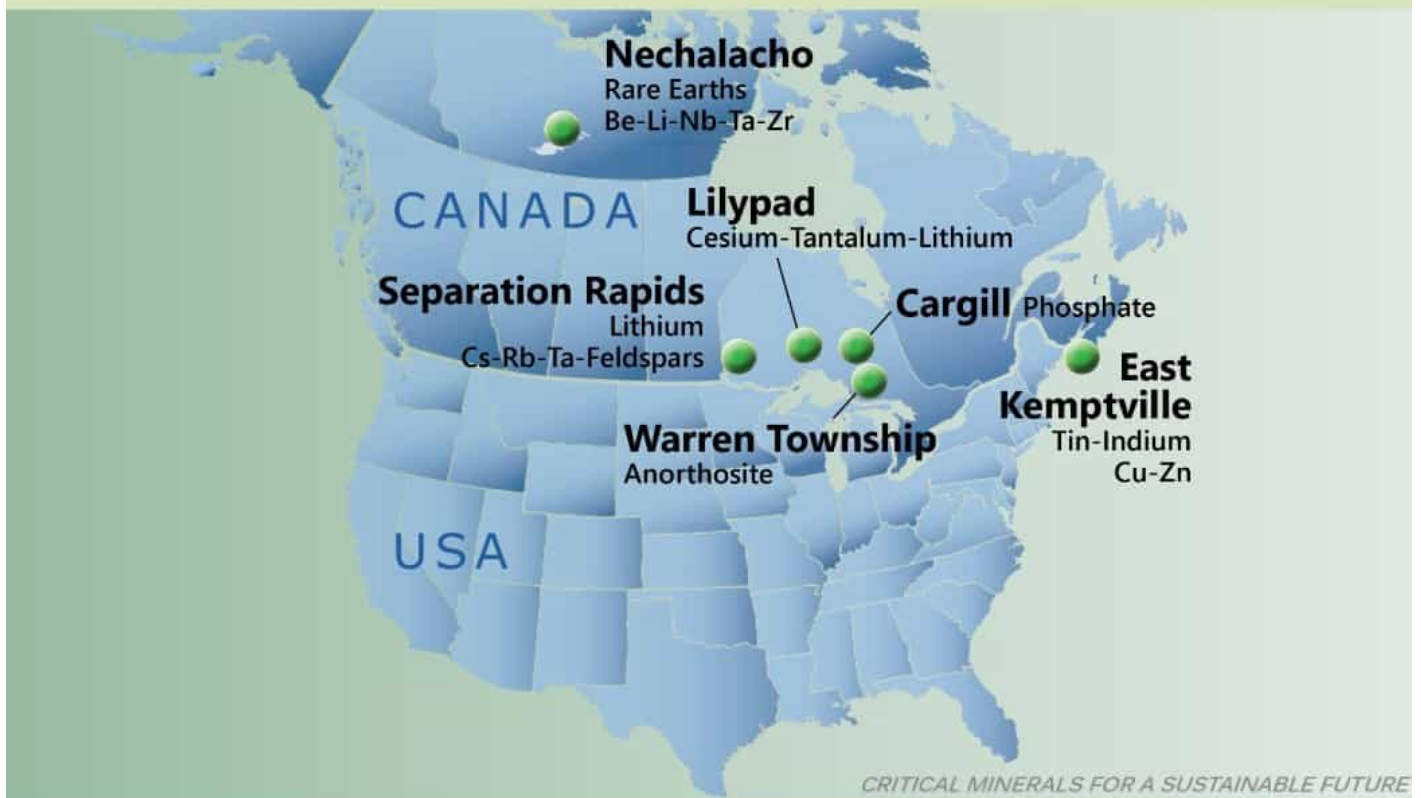 Nechalacho
Rare Earths
Be-Li-Nb-Ta-Zr
CANADA
Lilypad
Cesium-Tantalum-Lithium
Separation Rapids
Lithium
Cs-Rb-Ta-Feldspars
Cargill Phosphate
East
Kemptville
Tin-Indium
Cu-Zn
Warren Township
Anorthosite
USA
CRITICAL MINERALS FOR A SUSTAINABLE FUTURE